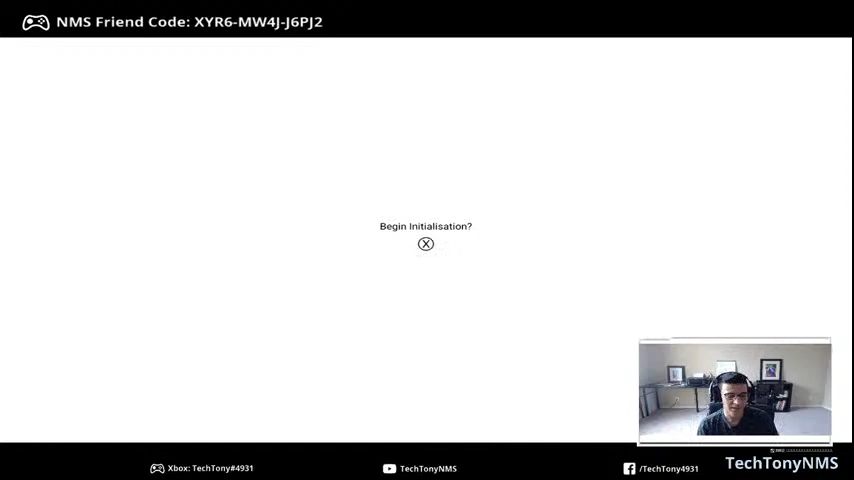 NMS Friend Code: XYR6-MW4J-J6PJ2
Begin Initialisation?
X
Xbox: TechTony#4931
TechTonyNMS
/TechTony4931
TechTonyNMS